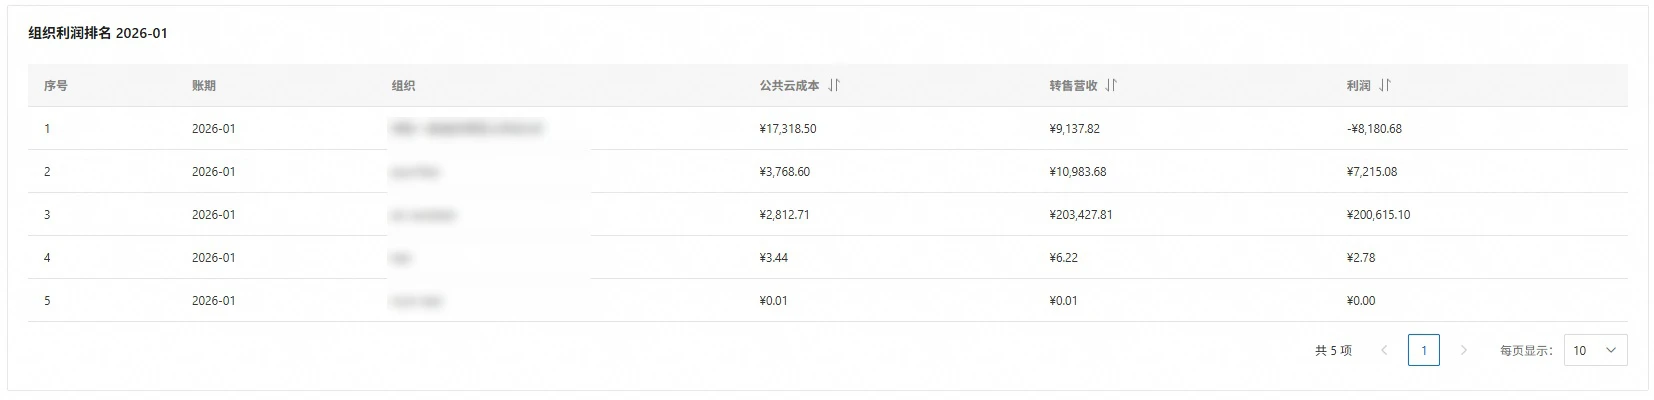 组织利润排名 2026-01
序号 账期 组织 公共云成本 转售营收 利润
1 2026-01 ¥17,318.50 ¥9,137.82 -¥8,180.68
2 2026-01 ¥3,768.60 ¥10,983.68 ¥7,215.08
3 2026-01 ¥2,812.71 ¥203,427.81 ¥200,615.10
4 2026-01 ¥3.44 ¥6.22 ¥2.78
5 2026-01 ¥0.01 ¥0.01 ¥0.00
共 5 项 1 每页显示: 10